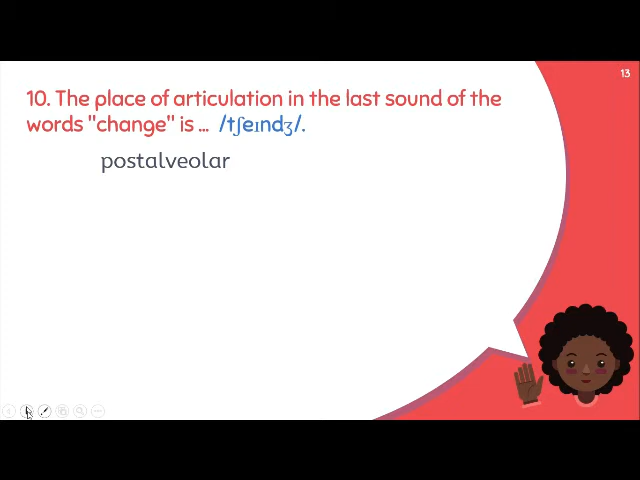 13
10. The place of articulation in the last sound of the
words "change" is ... /tʃeɪndʒ/.
postalveolar